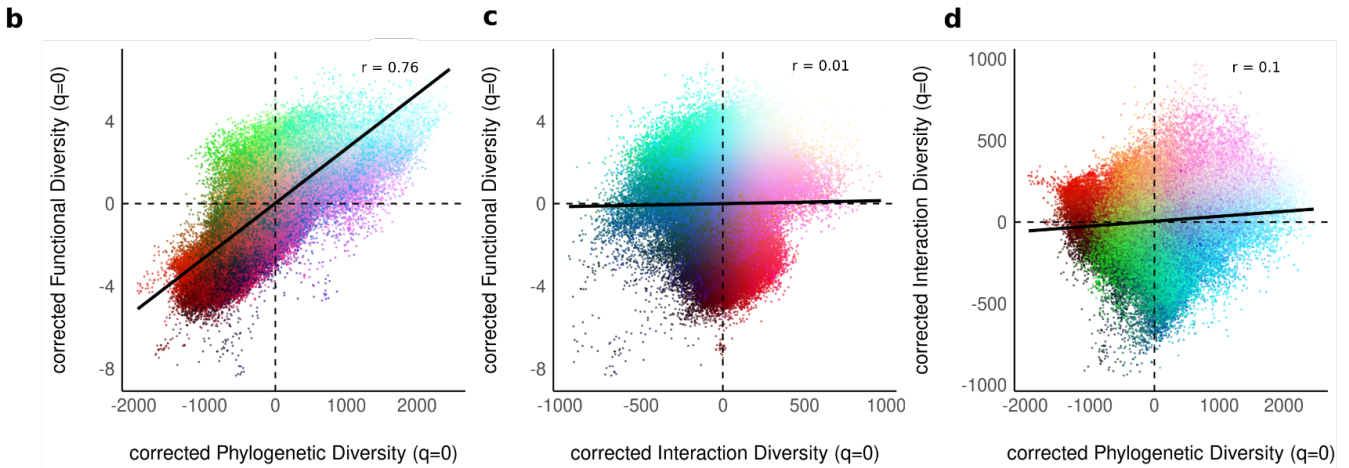 b
c
d
corrected Functional Diversity (q=0)
4
0
-4
-8
r = 0.76
-2000 -1000 0 1000 2000
corrected Phylogenetic Diversity (q=0)
corrected Functional Diversity (q=0)
4
0
-4
-8
r = 0.01
-1000 -500 0 500 1000
corrected Interaction Diversity (q=0)
corrected Interaction Diversity (q=0)
1000
500
0
-500
-1000
r = 0.1
-2000 -1000 0 1000 2000
corrected Phylogenetic Diversity (q=0)